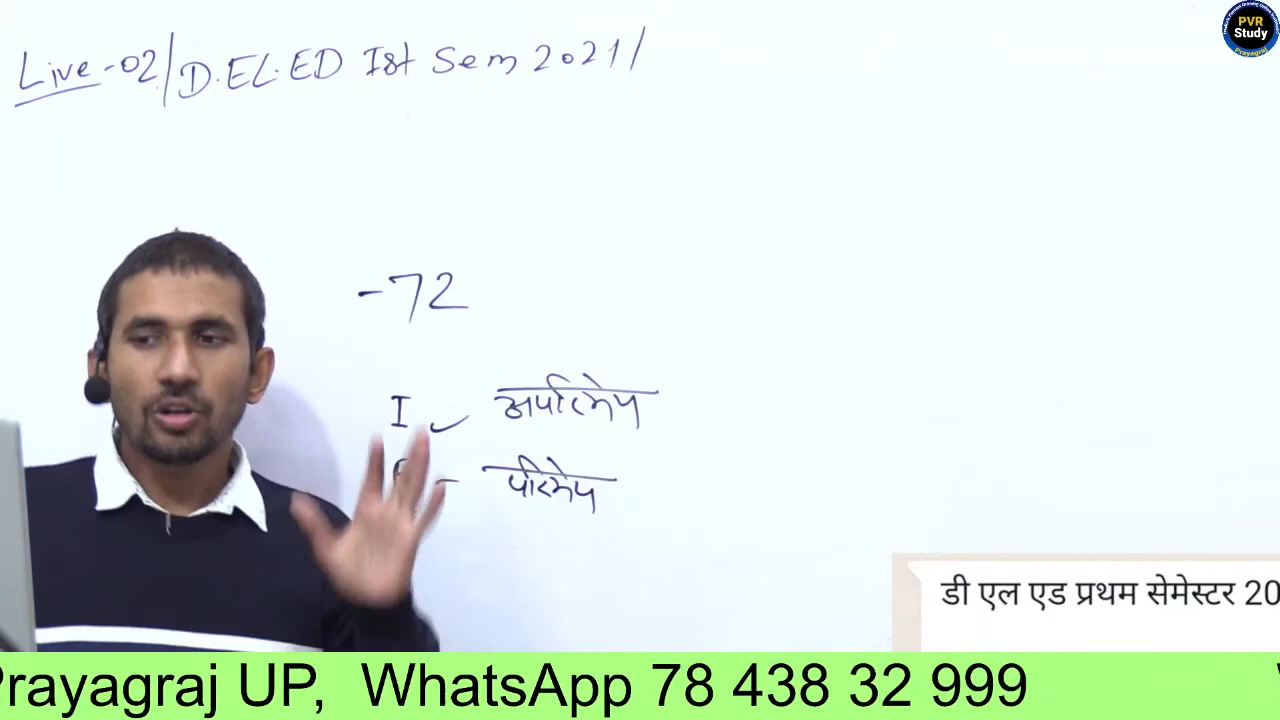 Live-02/D.EL.ED Ist Sem 2021/
PVR
Study
Prayagraj
-72
I ✓ अपरिमेय
परिमेय
डी एल एड प्रथम सेमेस्टर 20
Prayagraj UP, WhatsApp 78 438 32 999